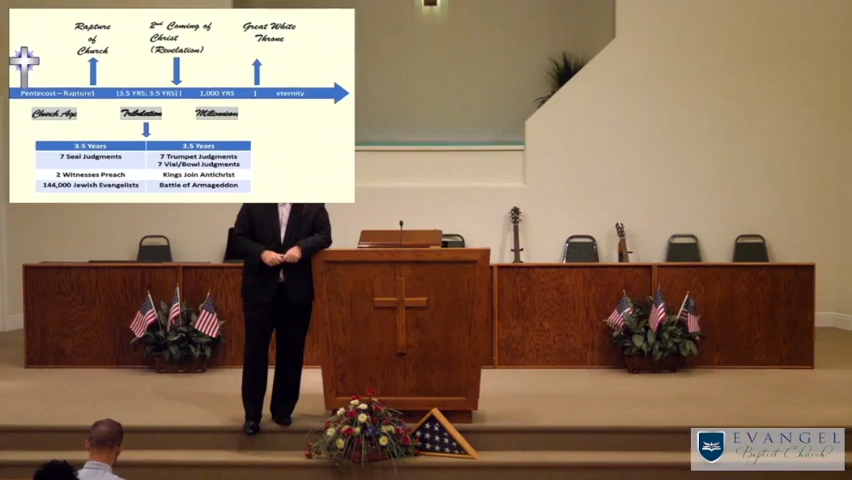 Rapture
of
Church
2nd Coming of
Christ
(Revelation)
Great White
Throne
Pentecost – Rapture) [3.5 YRS; 3.5 YRS] [ 1,000 YRS ] eternity
Church Age Tribulation Millennium
3.5 Years 3.5 Years
7 Seal Judgments 7 Trumpet Judgments
7 Vial/Bowl Judgments
2 Witnesses Preach Kings Join Antichrist
144,000 Jewish Evangelists Battle of Armageddon
EVANGEL
Baptist Church